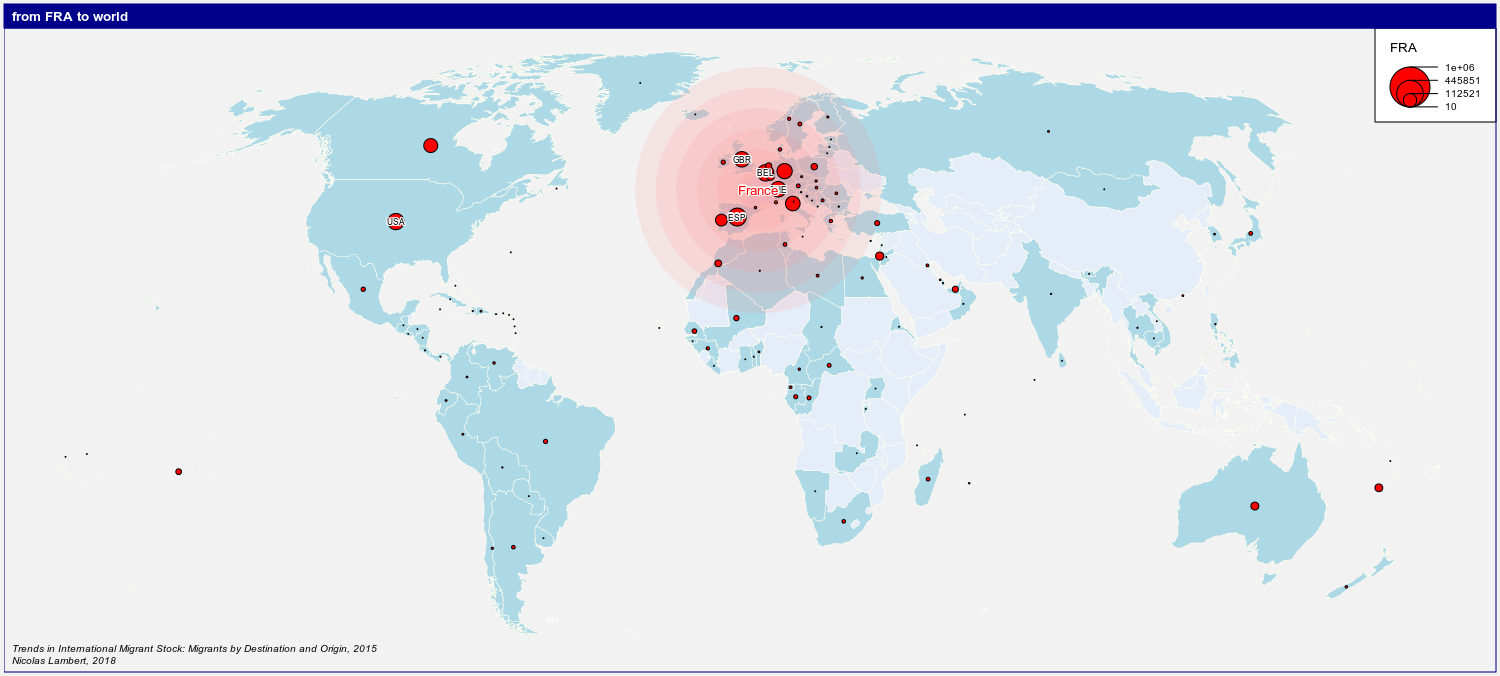 from FRA to world
FRA
1e+06
445851
112521
10
GBR
BEL
France
E
USA
ESP
Trends in International Migrant Stock: Migrants by Destination and Origin, 2015
Nicolas Lambert, 2018